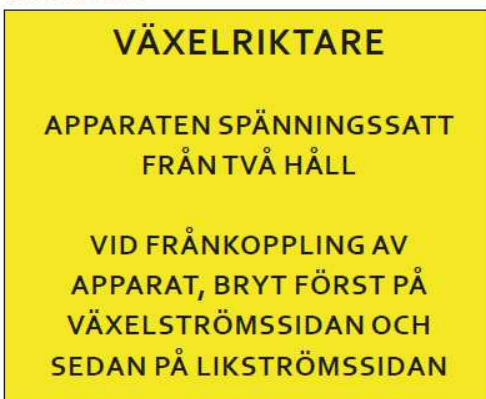 VÄXELRIKTARE
APPARATEN SPÄNNINGSSATT
FRÅN TVÅ HÅLL
VID FRÅNKOPPLING AV
APPARAT, BRYT FÖRST PÅ
VÄXELSTRÖMSSIDAN OCH
SEDAN PÅ LIKSTRÖMSSIDAN